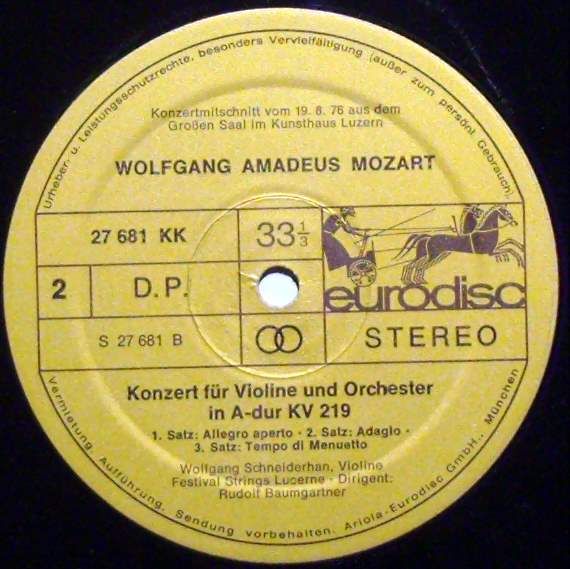 Urheber- u. Leistungsschutzrechte, besonders Vervielfältigung (außer zum persönl. Gebrauch),
Konzertmitschnitt vom 19. 8. 76 aus dem
Großen Saal im Kunsthaus Luzern
WOLFGANG AMADEUS MOZART
27 681 KK
33 1/3
2
D.P.
eurodisc
S 27 681 B
STEREO
Konzert für Violine und Orchester
in A-dur KV 219
1. Satz: Allegro aperto · 2. Satz: Adagio ·
3. Satz: Tempo di Menuetto
Wolfgang Schneiderhan, Violine
Festival Strings Lucerne · Dirigent:
Rudolf Baumgartner
Vermietung Aufführung, Sendung vorbehalten. Ariola-Eurodisc GmbH., München